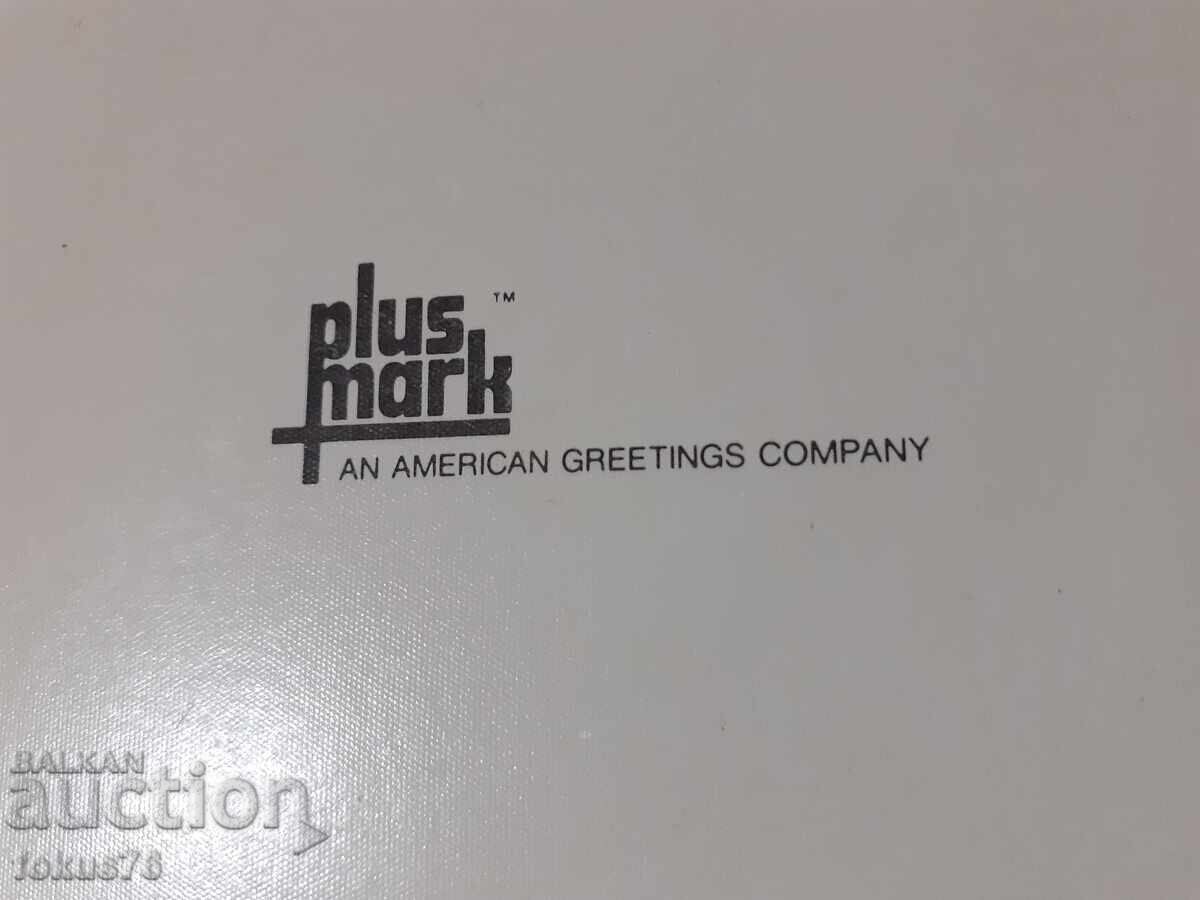 plus ™
mark
AN AMERICAN GREETINGS COMPANY
BALKAN
auction
fokus76